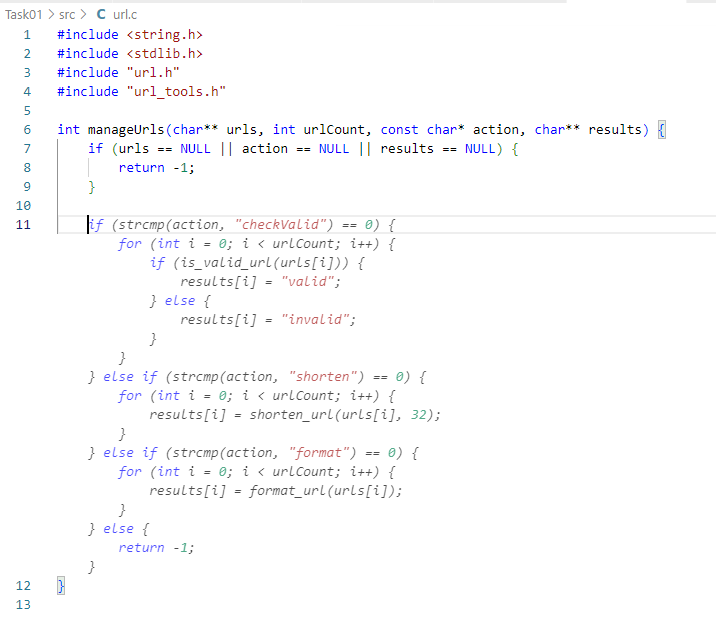 Task01 > src > C url.c
1 #include <string.h>
2 #include <stdlib.h>
3 #include "url.h"
4 #include "url_tools.h"
5
6 int manageUrls(char** urls, int urlCount, const char* action, char** results) {
7     if (urls == NULL || action == NULL || results == NULL) {
8         return -1;
9     }
10
11     if (strcmp(action, "checkValid") == 0) {
        for (int i = 0; i < urlCount; i++) {
            if (is_valid_url(urls[i])) {
                results[i] = "valid";
            } else {
                results[i] = "invalid";
            }
        }
    } else if (strcmp(action, "shorten") == 0) {
        for (int i = 0; i < urlCount; i++) {
            results[i] = shorten_url(urls[i], 32);
        }
    } else if (strcmp(action, "format") == 0) {
        for (int i = 0; i < urlCount; i++) {
            results[i] = format_url(urls[i]);
        }
    } else {
        return -1;
    }
12 }
13